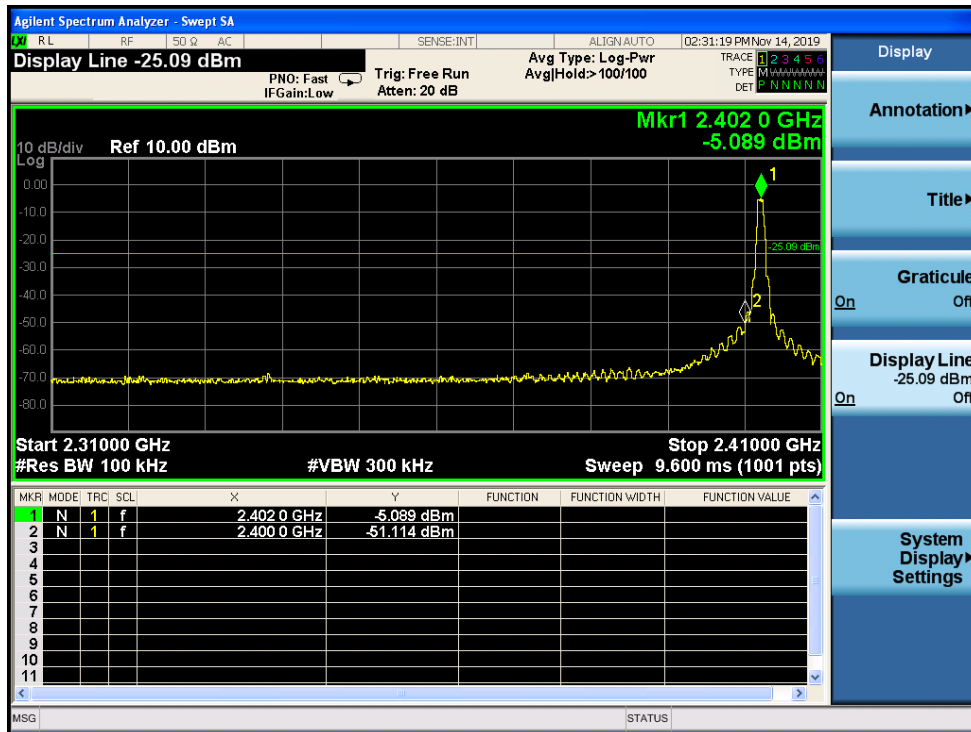 Agilent Spectrum Analyzer - Swept SA
LXI RL RF 50 Ω AC SENSE:INT ALIGN AUTO 02:31:19 PM Nov 14, 2019
Display Line -25.09 dBm
PNO: Fast
IFGain:Low
Trig: Free Run
Atten: 20 dB
Avg Type: Log-Pwr
Avg|Hold:>100/100
TRACE 1 2 3 4 5 6
TYPE M WWWWW
DET P N N N N N
Mkr1 2.402 0 GHz
-5.089 dBm
10 dB/div Ref 10.00 dBm
Log
0.00
-10.0
-20.0
-30.0
-40.0
-50.0
-60.0
-70.0
-80.0
1
-25.09 dBm
2
Start 2.31000 GHz Stop 2.41000 GHz
#Res BW 100 kHz #VBW 300 kHz Sweep 9.600 ms (1001 pts)
MKR MODE TRC SCL X Y FUNCTION FUNCTION WIDTH FUNCTION VALUE
1 N 1 f 2.402 0 GHz -5.089 dBm
2 N 1 f 2.400 0 GHz -51.114 dBm
3
4
5
6
7
8
9
10
11
MSG STATUS
Display
Annotation
Title
Graticule
On Off
Display Line
-25.09 dBm
On Off
System
Display
Settings